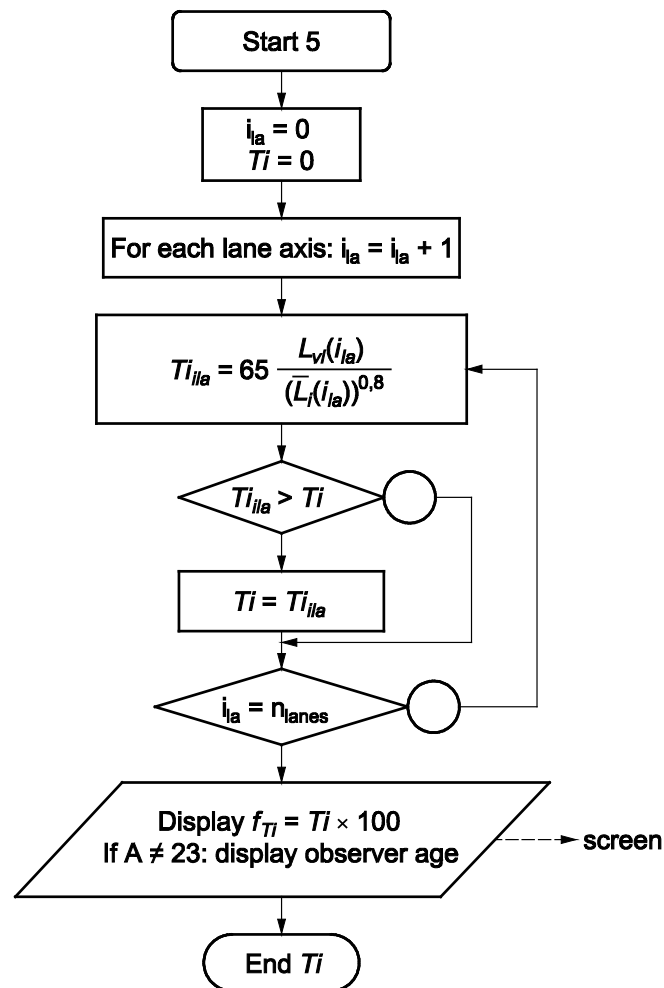 Start 5
i_la = 0
Ti = 0
For each lane axis: i_la = i_la + 1
Ti_ila = 65 L_vl(i_la) / (L̅_i(i_la))^0,8
Ti_ila > Ti
Ti = Ti_ila
i_la = n_lanes
Display f_Ti = Ti × 100
If A ≠ 23: display observer age
screen
End Ti